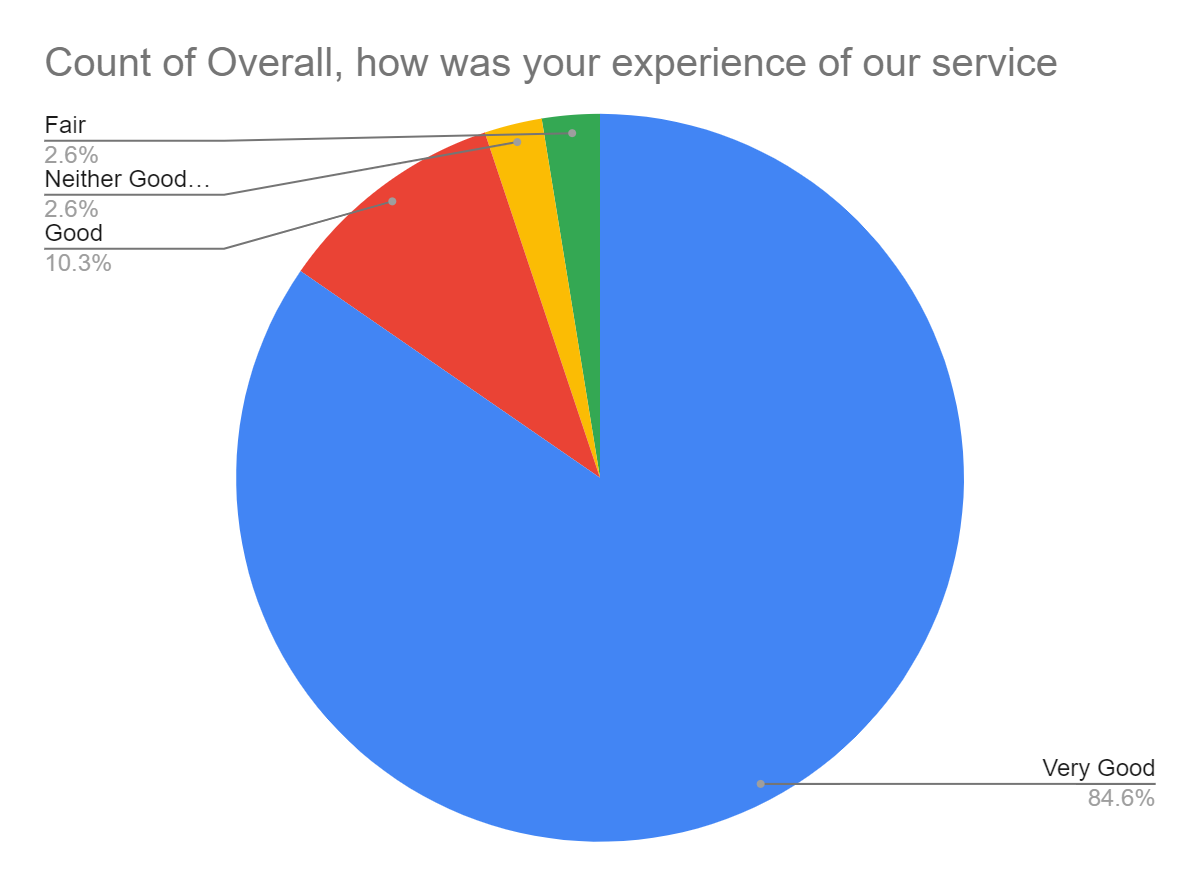 Count of Overall, how was your experience of our service
Fair
2.6%
Neither Good…
2.6%
Good
10.3%
Very Good
84.6%